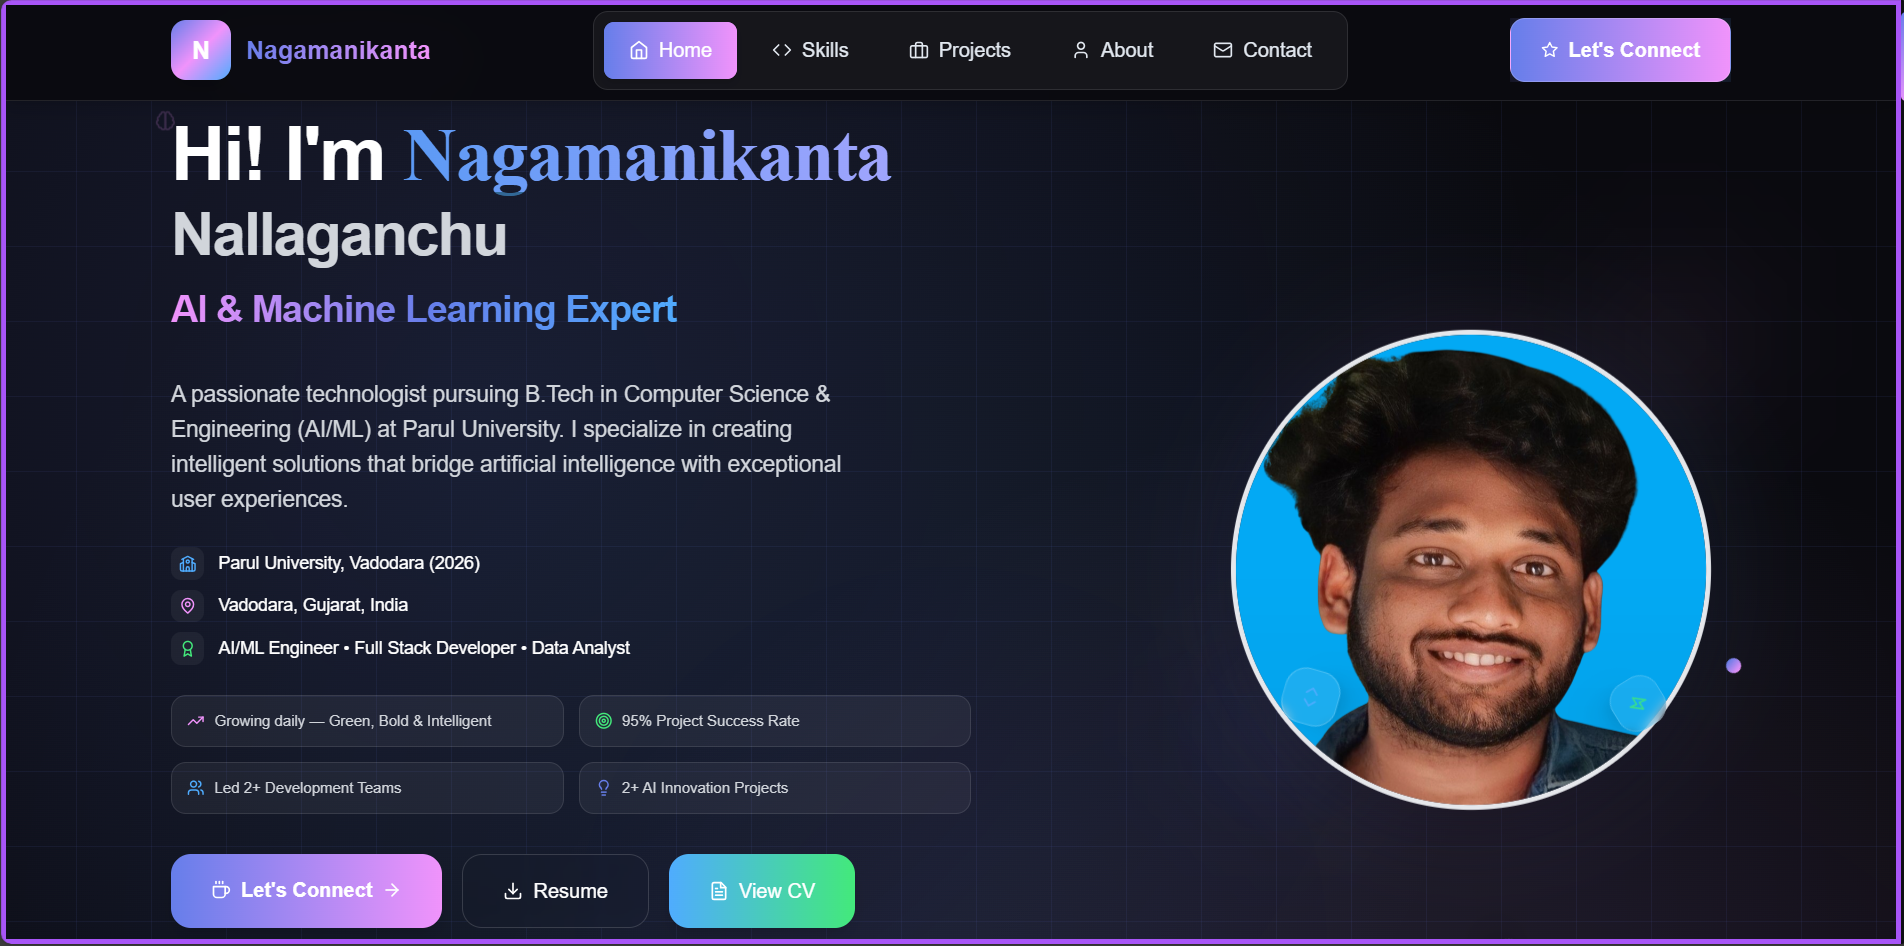 N Nagamanikanta
Home
Skills
Projects
About
Contact
Let's Connect
Hi! I'm Nagamanikanta
Nallaganchu
AI & Machine Learning Expert
A passionate technologist pursuing B.Tech in Computer Science &
Engineering (AI/ML) at Parul University. I specialize in creating
intelligent solutions that bridge artificial intelligence with exceptional
user experiences.
Parul University, Vadodara (2026)
Vadodara, Gujarat, India
AI/ML Engineer • Full Stack Developer • Data Analyst
Growing daily — Green, Bold & Intelligent
95% Project Success Rate
Led 2+ Development Teams
2+ AI Innovation Projects
Let's Connect →
Resume
View CV